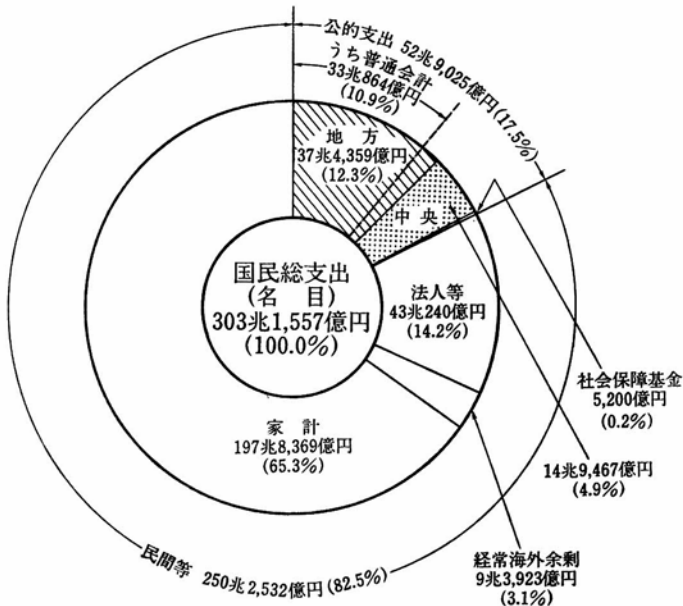 公的支出 52兆9,025億円(17.5%)
うち普通会計
33兆864億円
(10.9%)
地 方
37兆4,359億円
(12.3%)
中 央
国民総支出
(名 目)
303兆1,557億円
(100.0%)
法人等
43兆240億円
(14.2%)
社会保障基金
5,200億円
(0.2%)
家 計
197兆8,369億円
(65.3%)
14兆9,467億円
(4.9%)
経常海外余剰
9兆3,923億円
(3.1%)
民間等 250兆2,532億円(82.5%)